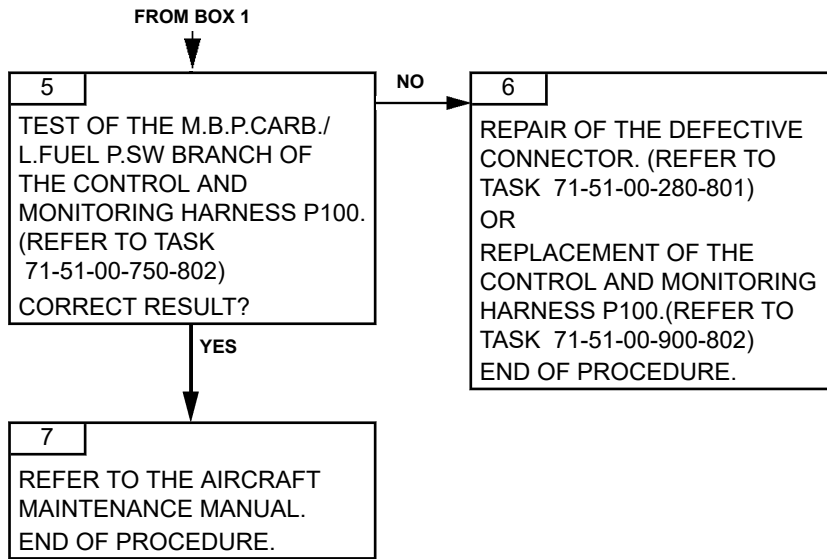 FROM BOX 1
5
TEST OF THE M.B.P.CARB./
L.FUEL P.SW BRANCH OF
THE CONTROL AND
MONITORING HARNESS P100.
(REFER TO TASK
71-51-00-750-802)
CORRECT RESULT?
NO
6
REPAIR OF THE DEFECTIVE
CONNECTOR. (REFER TO
TASK 71-51-00-280-801)
OR
REPLACEMENT OF THE
CONTROL AND MONITORING
HARNESS P100.(REFER TO
TASK 71-51-00-900-802)
END OF PROCEDURE.
YES
7
REFER TO THE AIRCRAFT
MAINTENANCE MANUAL.
END OF PROCEDURE.